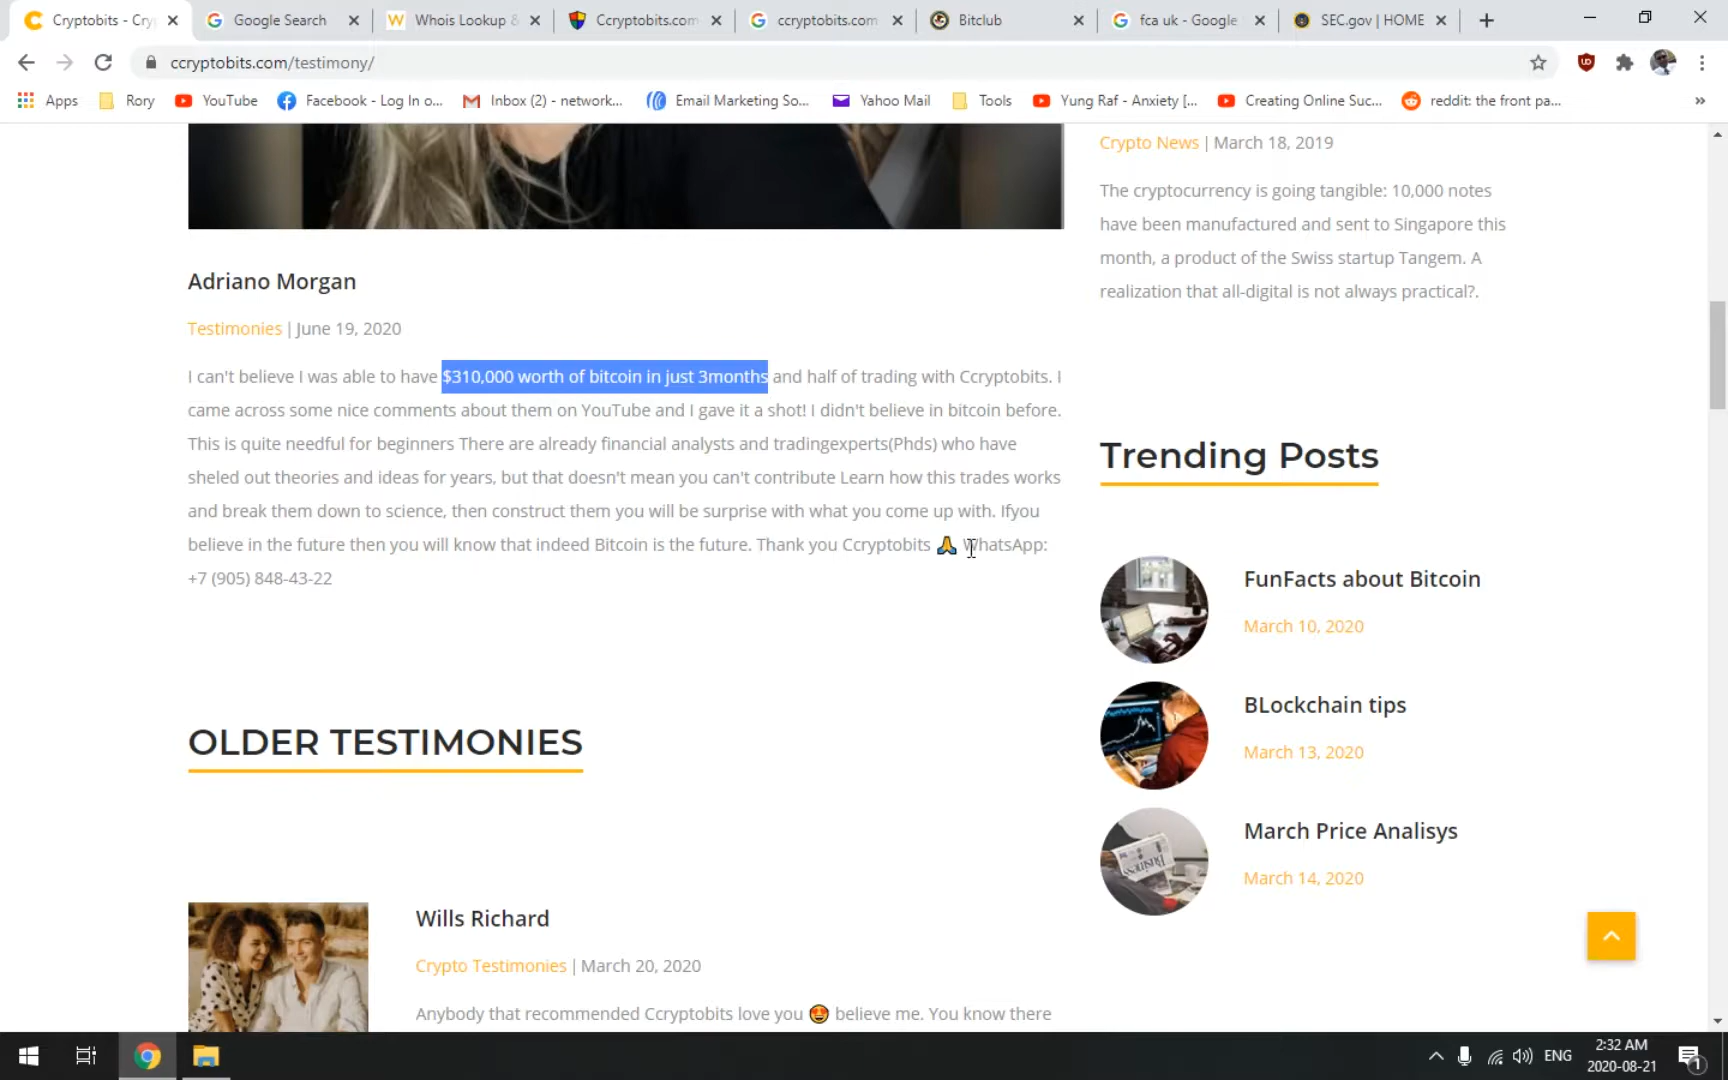 Cryptobits - Cry
Google Search
Whois Lookup &
Ccryptobits.com
ccryptobits.com
Bitclub
fca uk - Google
SEC.gov | HOME
ccryptobits.com/testimony/
Apps
Rory
YouTube
Facebook - Log In o...
Inbox (2) - network...
Email Marketing So...
Yahoo Mail
Tools
Yung Raf - Anxiety [...
Creating Online Suc...
reddit: the front pa...
Adriano Morgan
Testimonies | June 19, 2020
I can't believe I was able to have $310,000 worth of bitcoin in just 3months and half of trading with Ccryptobits. I
came across some nice comments about them on YouTube and I gave it a shot! I didn't believe in bitcoin before.
This is quite needful for beginners There are already financial analysts and tradingexperts(Phds) who have
sheled out theories and ideas for years, but that doesn't mean you can't contribute Learn how this trades works
and break them down to science, then construct them you will be surprise with what you come up with. Ifyou
believe in the future then you will know that indeed Bitcoin is the future. Thank you Ccryptobits 🙏 WhatsApp:
+7 (905) 848-43-22
OLDER TESTIMONIES
Wills Richard
Crypto Testimonies | March 20, 2020
Anybody that recommended Ccryptobits love you 😍 believe me. You know there
Crypto News | March 18, 2019
The cryptocurrency is going tangible: 10,000 notes
have been manufactured and sent to Singapore this
month, a product of the Swiss startup Tangem. A
realization that all-digital is not always practical?.
Trending Posts
FunFacts about Bitcoin
March 10, 2020
BLockchain tips
March 13, 2020
BUSINESS
March Price Analisys
March 14, 2020
ENG
2:32 AM
2020-08-21
1